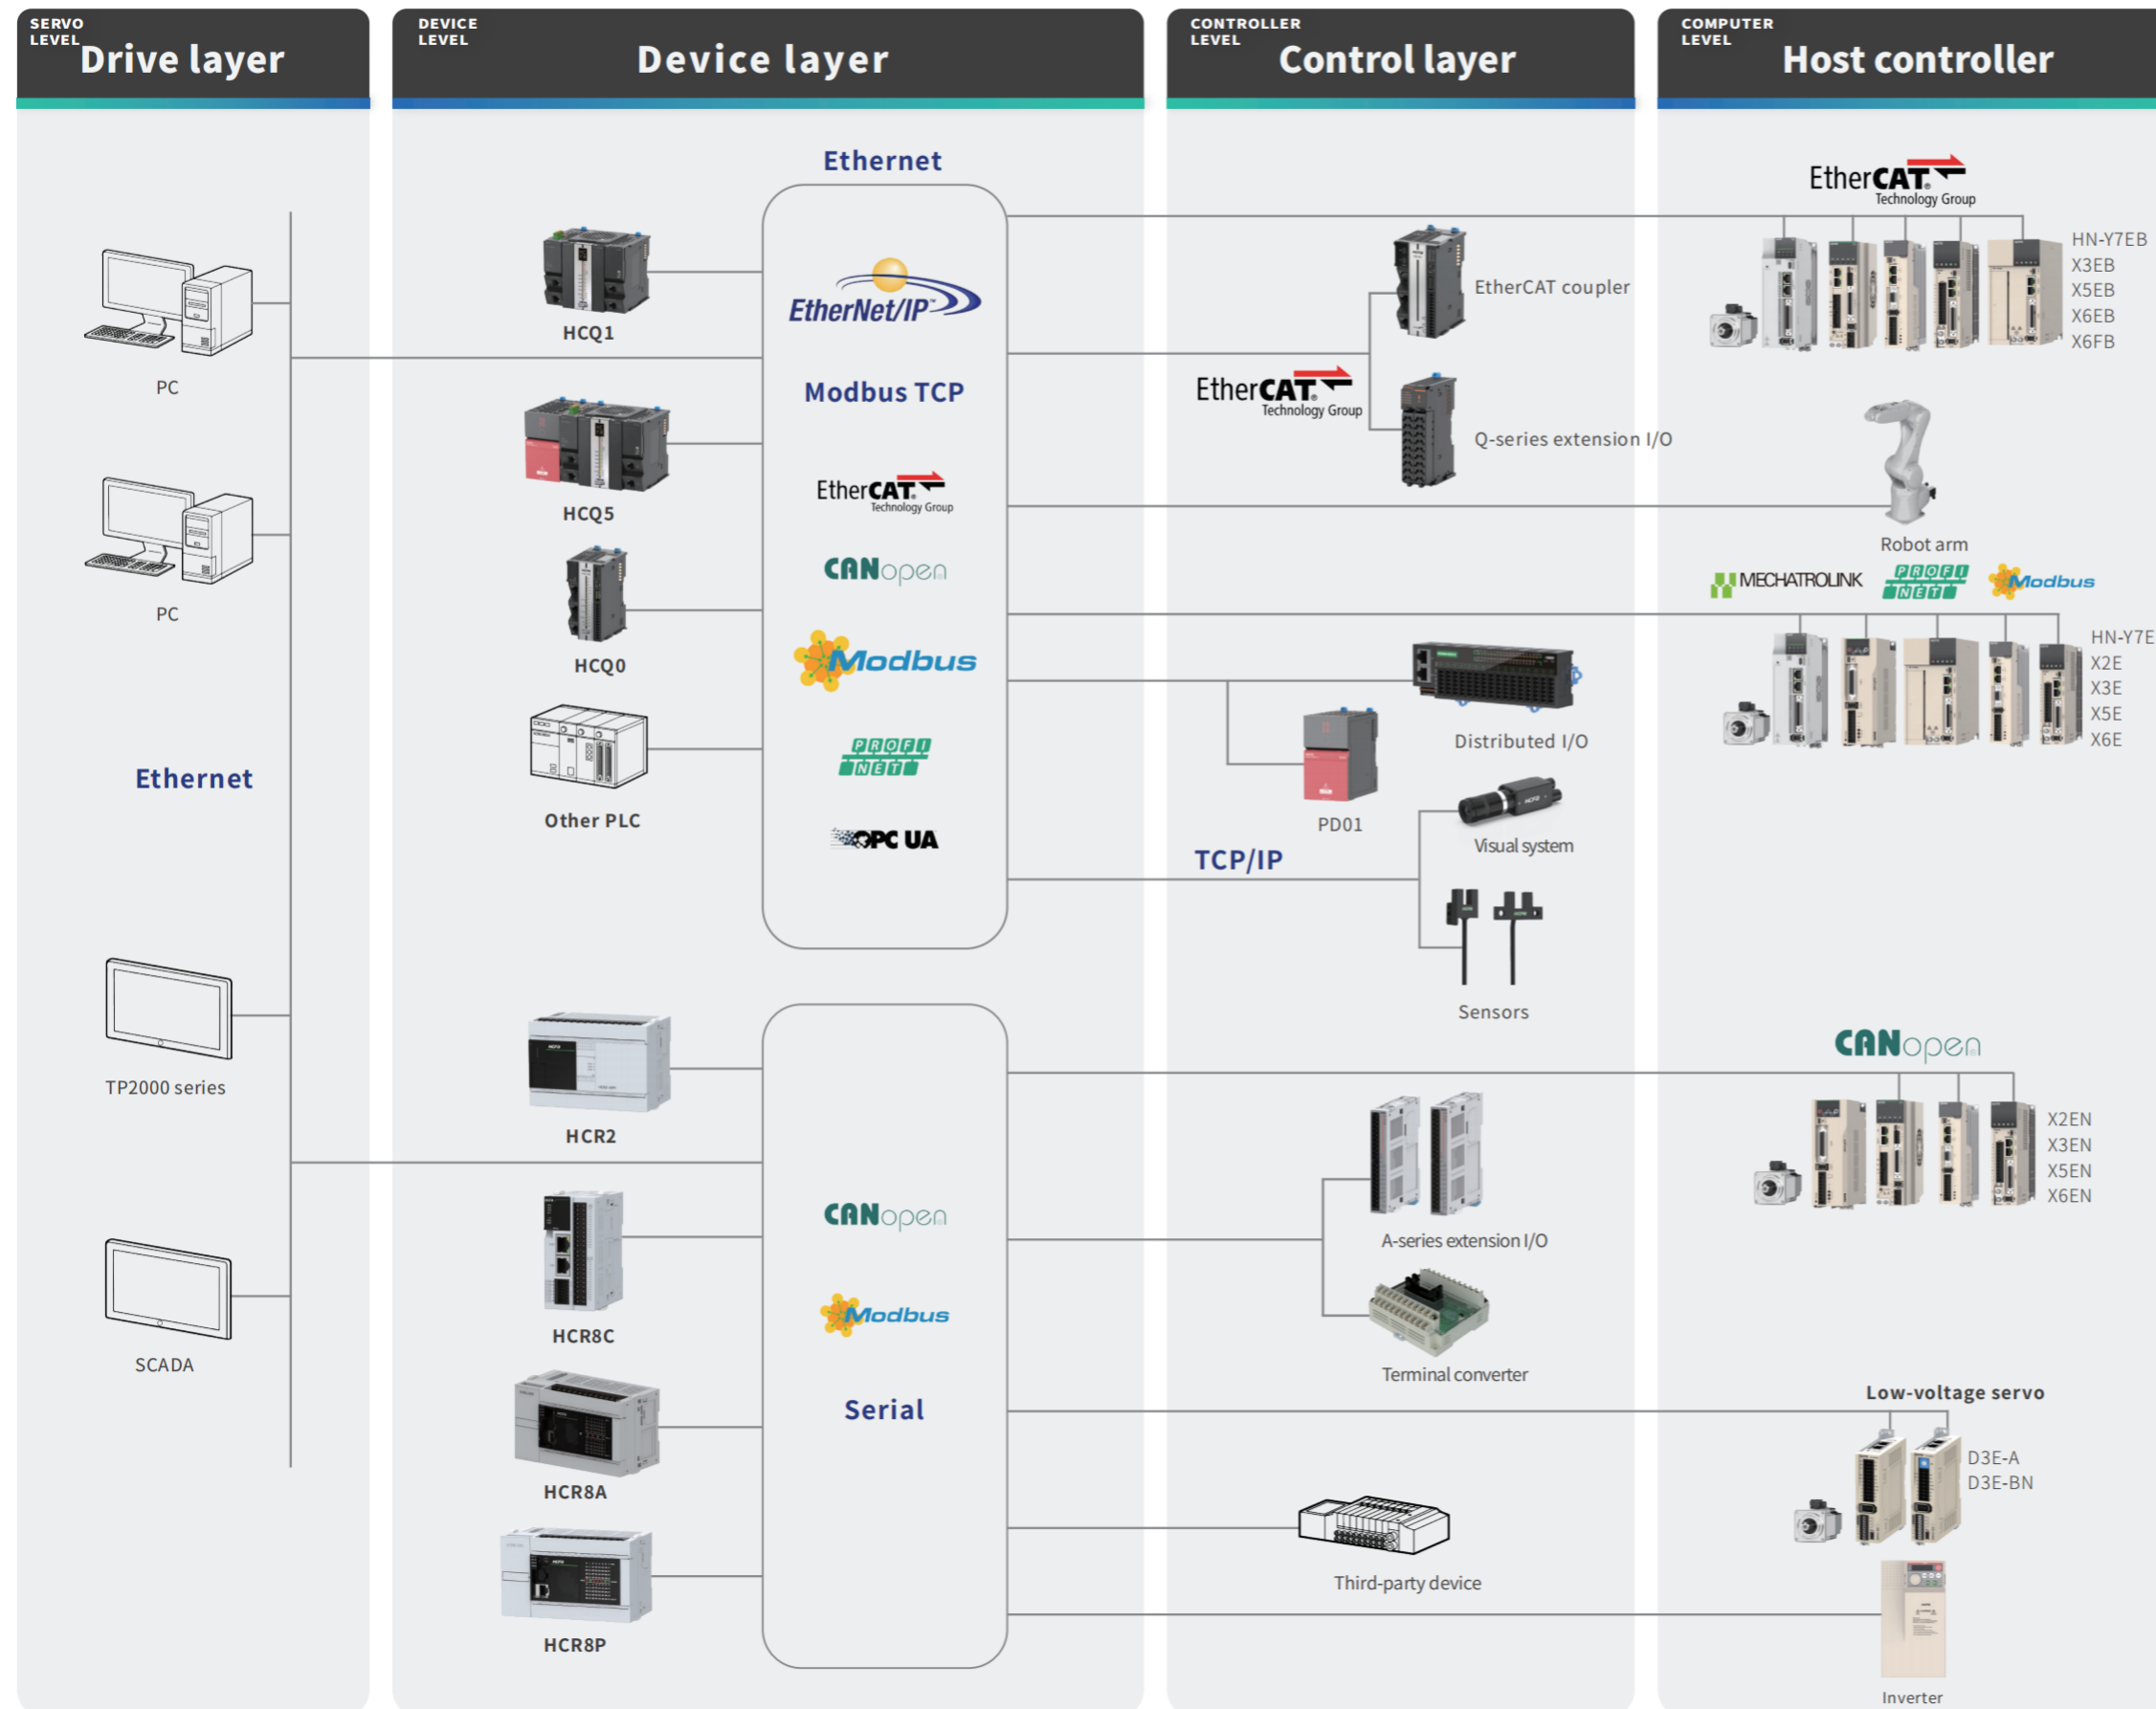 SERVO
LEVEL
Drive layer
DEVICE
LEVEL
Device layer
CONTROLLER
LEVEL
Control layer
COMPUTER
LEVEL
Host controller
PC
PC
Ethernet
TP2000 series
SCADA
HCQ1
HCQ5
HCQ0
Other PLC
HCR2
HCR8C
HCR8A
HCR8P
Ethernet
EtherNet/IP™
Modbus TCP
EtherCAT®
Technology Group
CANopen
Modbus
PROFI
NET
OPC UA
CANopen
Modbus
Serial
EtherCAT coupler
EtherCAT®
Technology Group
Q-series extension I/O
Distributed I/O
PD01
Visual system
TCP/IP
Sensors
A-series extension I/O
Terminal converter
Third-party device
EtherCAT®
Technology Group
HN-Y7EB
X3EB
X5EB
X6EB
X6FB
Robot arm
MECHATROLINK
PROFI
NET
Modbus
HN-Y7E
X2E
X3E
X5E
X6E
CANopen
X2EN
X3EN
X5EN
X6EN
Low-voltage servo
D3E-A
D3E-BN
Inverter